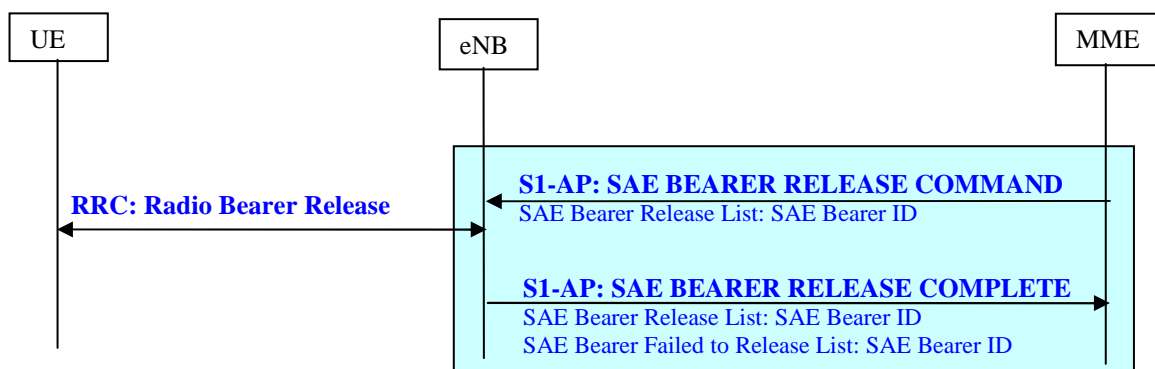 UE
eNB
MME
S1-AP: SAE BEARER RELEASE COMMAND
SAE Bearer Release List: SAE Bearer ID
RRC: Radio Bearer Release
S1-AP: SAE BEARER RELEASE COMPLETE
SAE Bearer Release List: SAE Bearer ID
SAE Bearer Failed to Release List: SAE Bearer ID